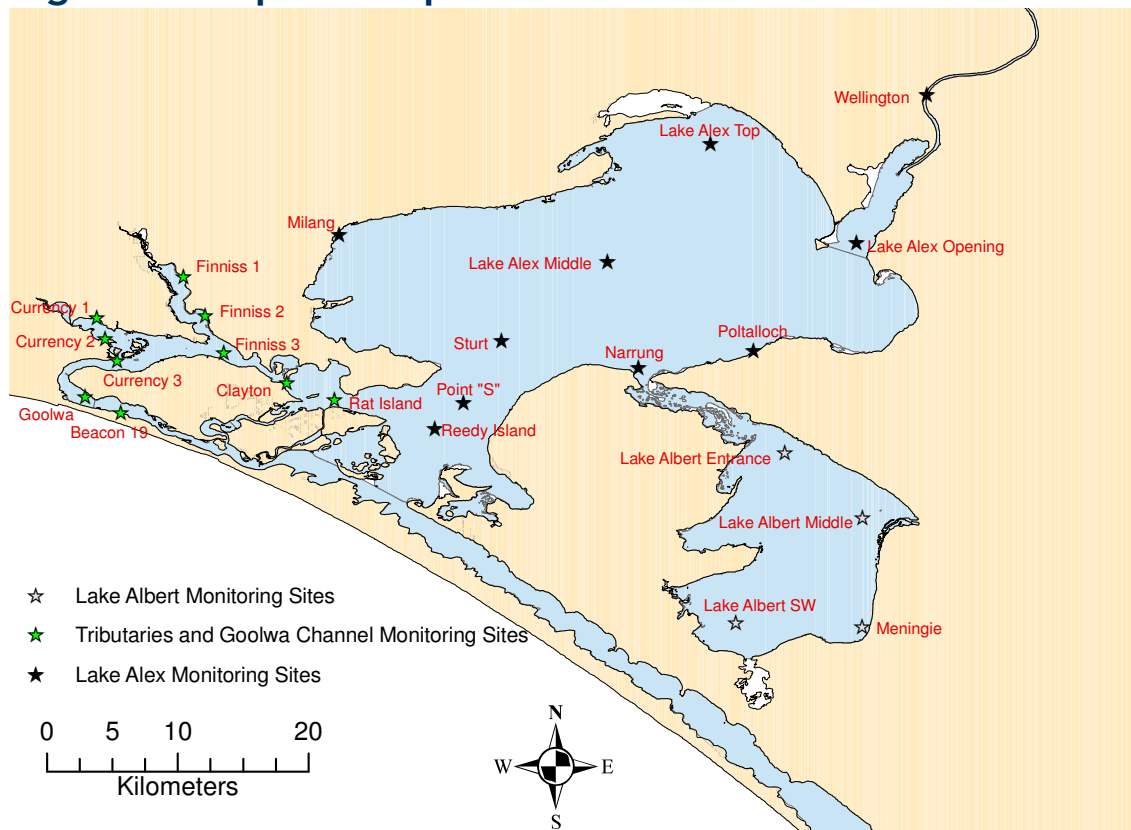 Wellington
Lake Alex Top
Milang
Lake Alex Opening
Lake Alex Middle
Finniss 1
Currency 1
Finniss 2
Currency 2
Finniss 3
Sturt
Poltalloch
Narrung
Currency 3
Clayton
Point "S"
Rat Island
Goolwa
Beacon 19
Reedy Island
Lake Albert Entrance
Lake Albert Middle
Lake Albert SW
Meningie
Lake Albert Monitoring Sites
Tributaries and Goolwa Channel Monitoring Sites
Lake Alex Monitoring Sites
0 5 10 20
Kilometers
N
W E
S